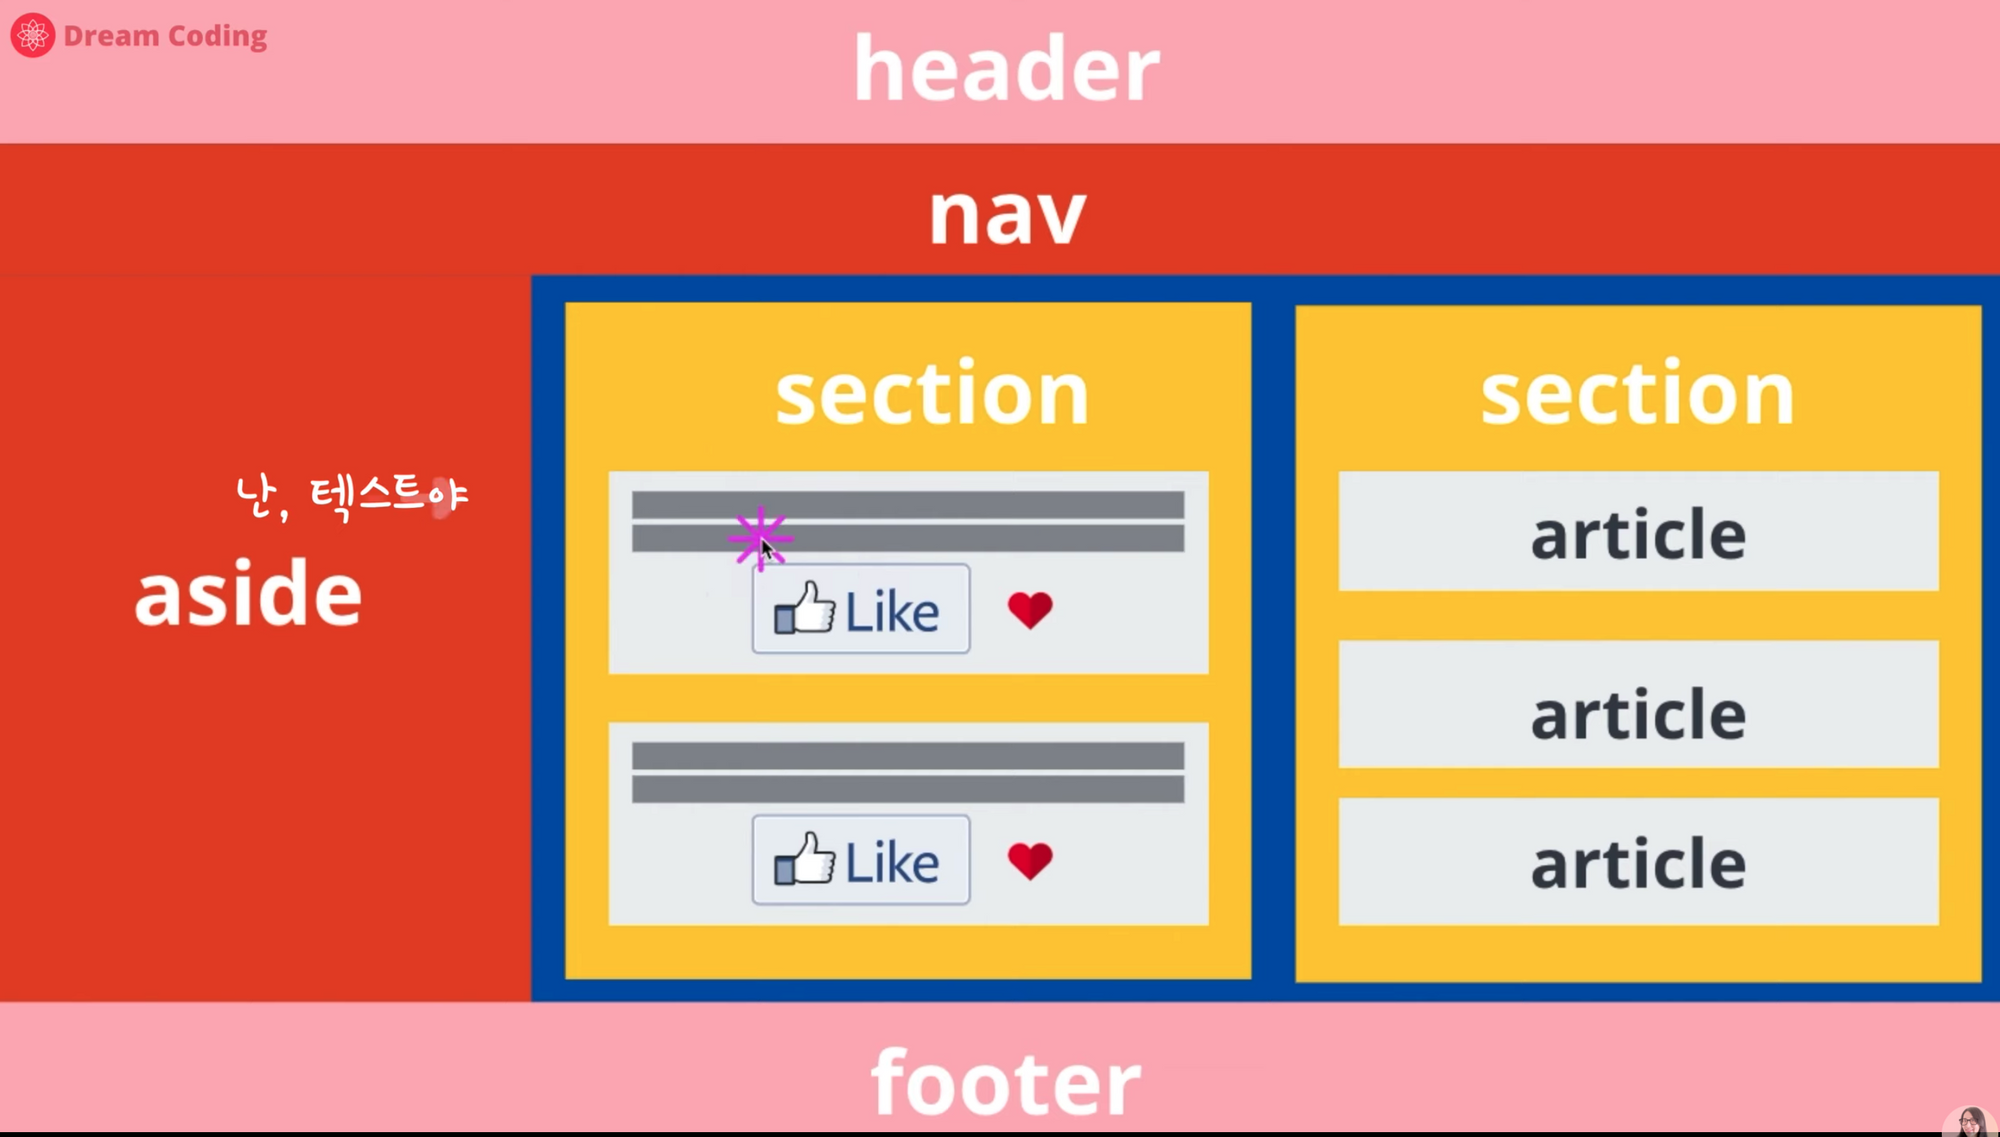 Dream Coding
header
nav
section
section
난, 텍스트야
aside
Like
Like
article
article
article
footer